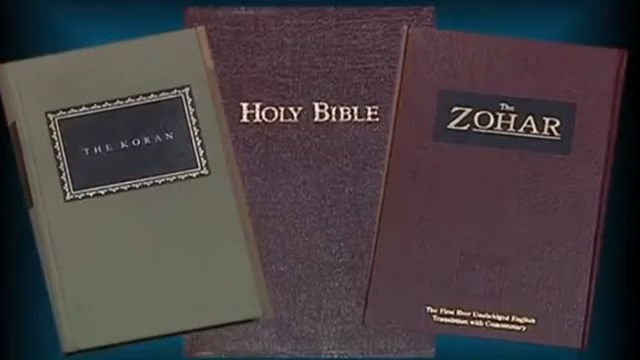 THE KORAN
HOLY BIBLE
The
ZOHAR
The First Ever Unabridged English
Translation with Commentary